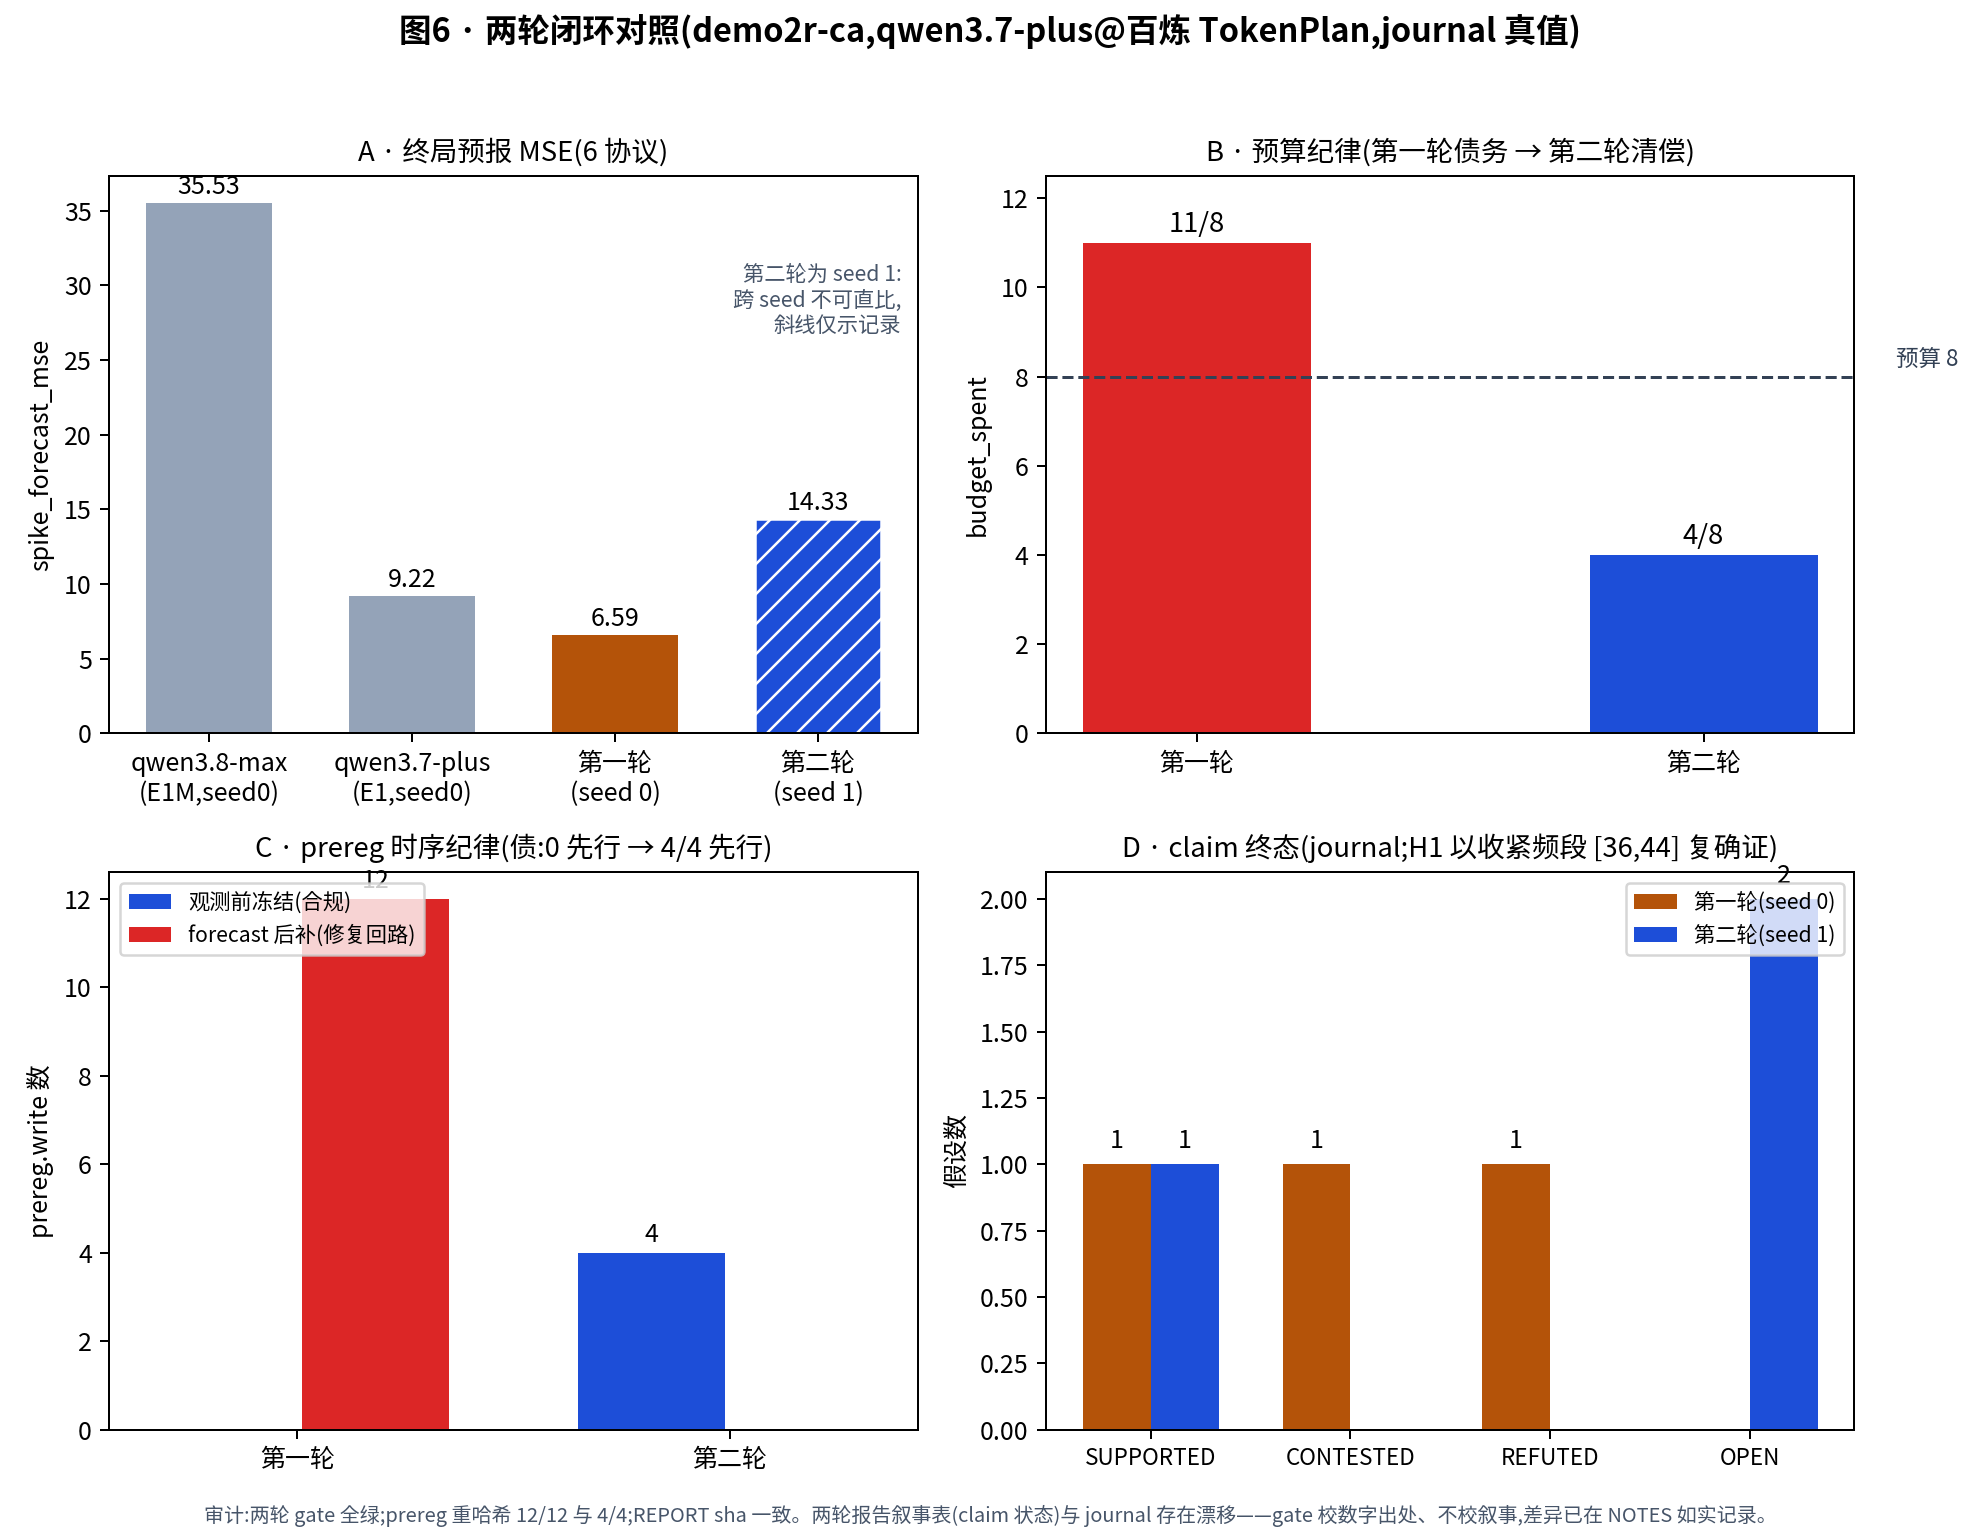 图6 · 两轮闭环对照(demo2r-ca,qwen3.7-plus@百炼 TokenPlan,journal 真值)
A · 终局预报 MSE(6 协议)
spike_forecast_mse
35
30
25
20
15
10
5
0
35.53
9.22
6.59
14.33
第二轮为 seed 1:
跨 seed 不可直比,
斜线仅示记录
qwen3.8-max
(E1M,seed0)
qwen3.7-plus
(E1,seed0)
第一轮
(seed 0)
第二轮
(seed 1)
B · 预算纪律(第一轮债务 → 第二轮清偿)
budget_spent
12
10
8
6
4
2
0
11/8
4/8
预算 8
第一轮
第二轮
C · prereg 时序纪律(债:0 先行 → 4/4 先行)
prereg.write 数
12
10
8
6
4
2
0
12
观测前冻结(合规)
forecast 后补(修复回路)
4
第一轮
第二轮
D · claim 终态(journal;H1 以收紧频段 [36,44] 复确证)
假设数
2.00
1.75
1.50
1.25
1.00
0.75
0.50
0.25
0.00
2
第一轮(seed 0)
第二轮(seed 1)
1
1
1
1
SUPPORTED
CONTESTED
REFUTED
OPEN
审计:两轮 gate 全绿;prereg 重哈希 12/12 与 4/4;REPORT sha 一致。两轮报告叙事表(claim 状态)与 journal 存在漂移——gate 校数字出处、不校叙事,差异已在 NOTES 如实记录。